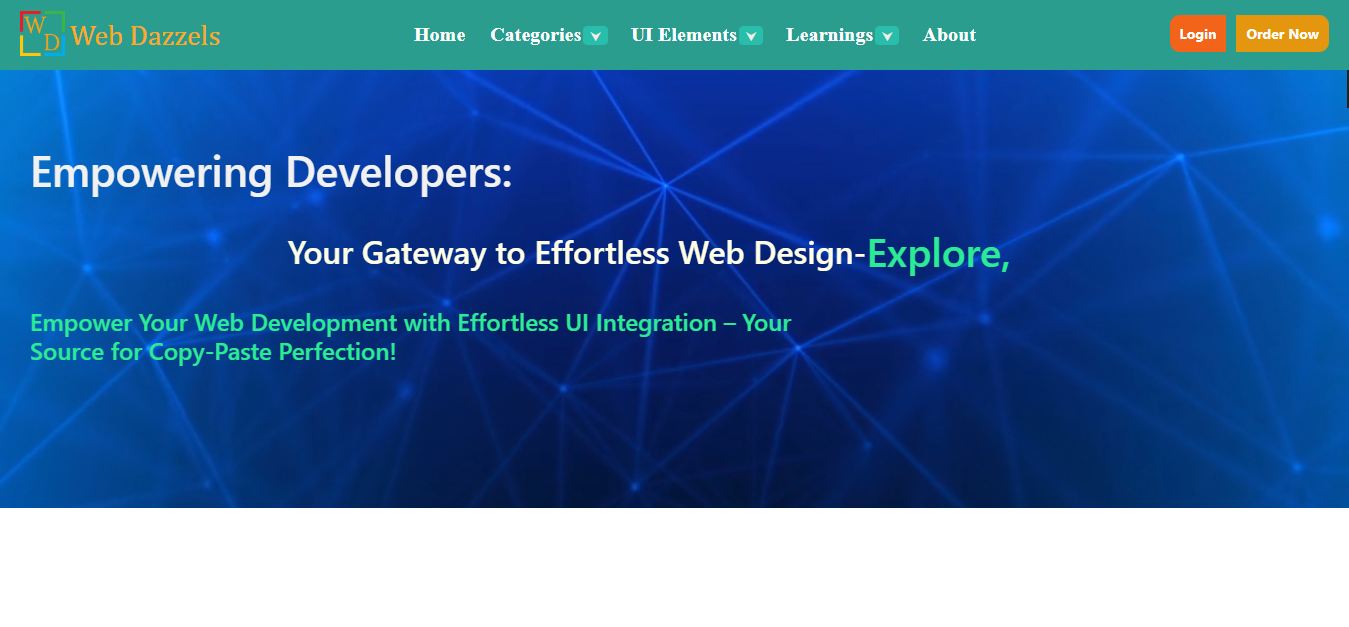 WD Web Dazzels
Home Categories UI Elements Learnings About
Login Order Now
Empowering Developers:
Your Gateway to Effortless Web Design-Explore,
Empower Your Web Development with Effortless UI Integration – Your
Source for Copy-Paste Perfection!